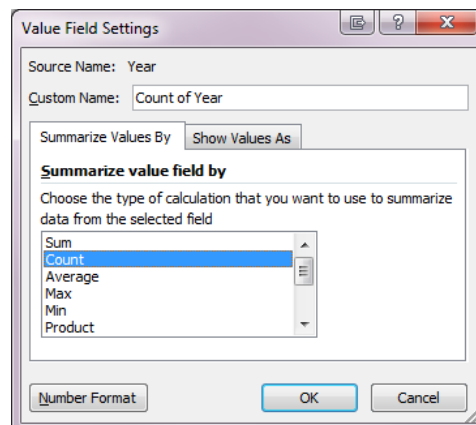 Value Field Settings
Source Name: Year
Custom Name: Count of Year
Summarize Values By Show Values As
Summarize value field by
Choose the type of calculation that you want to use to summarize
data from the selected field
Sum
Count
Average
Max
Min
Product
Number Format OK Cancel